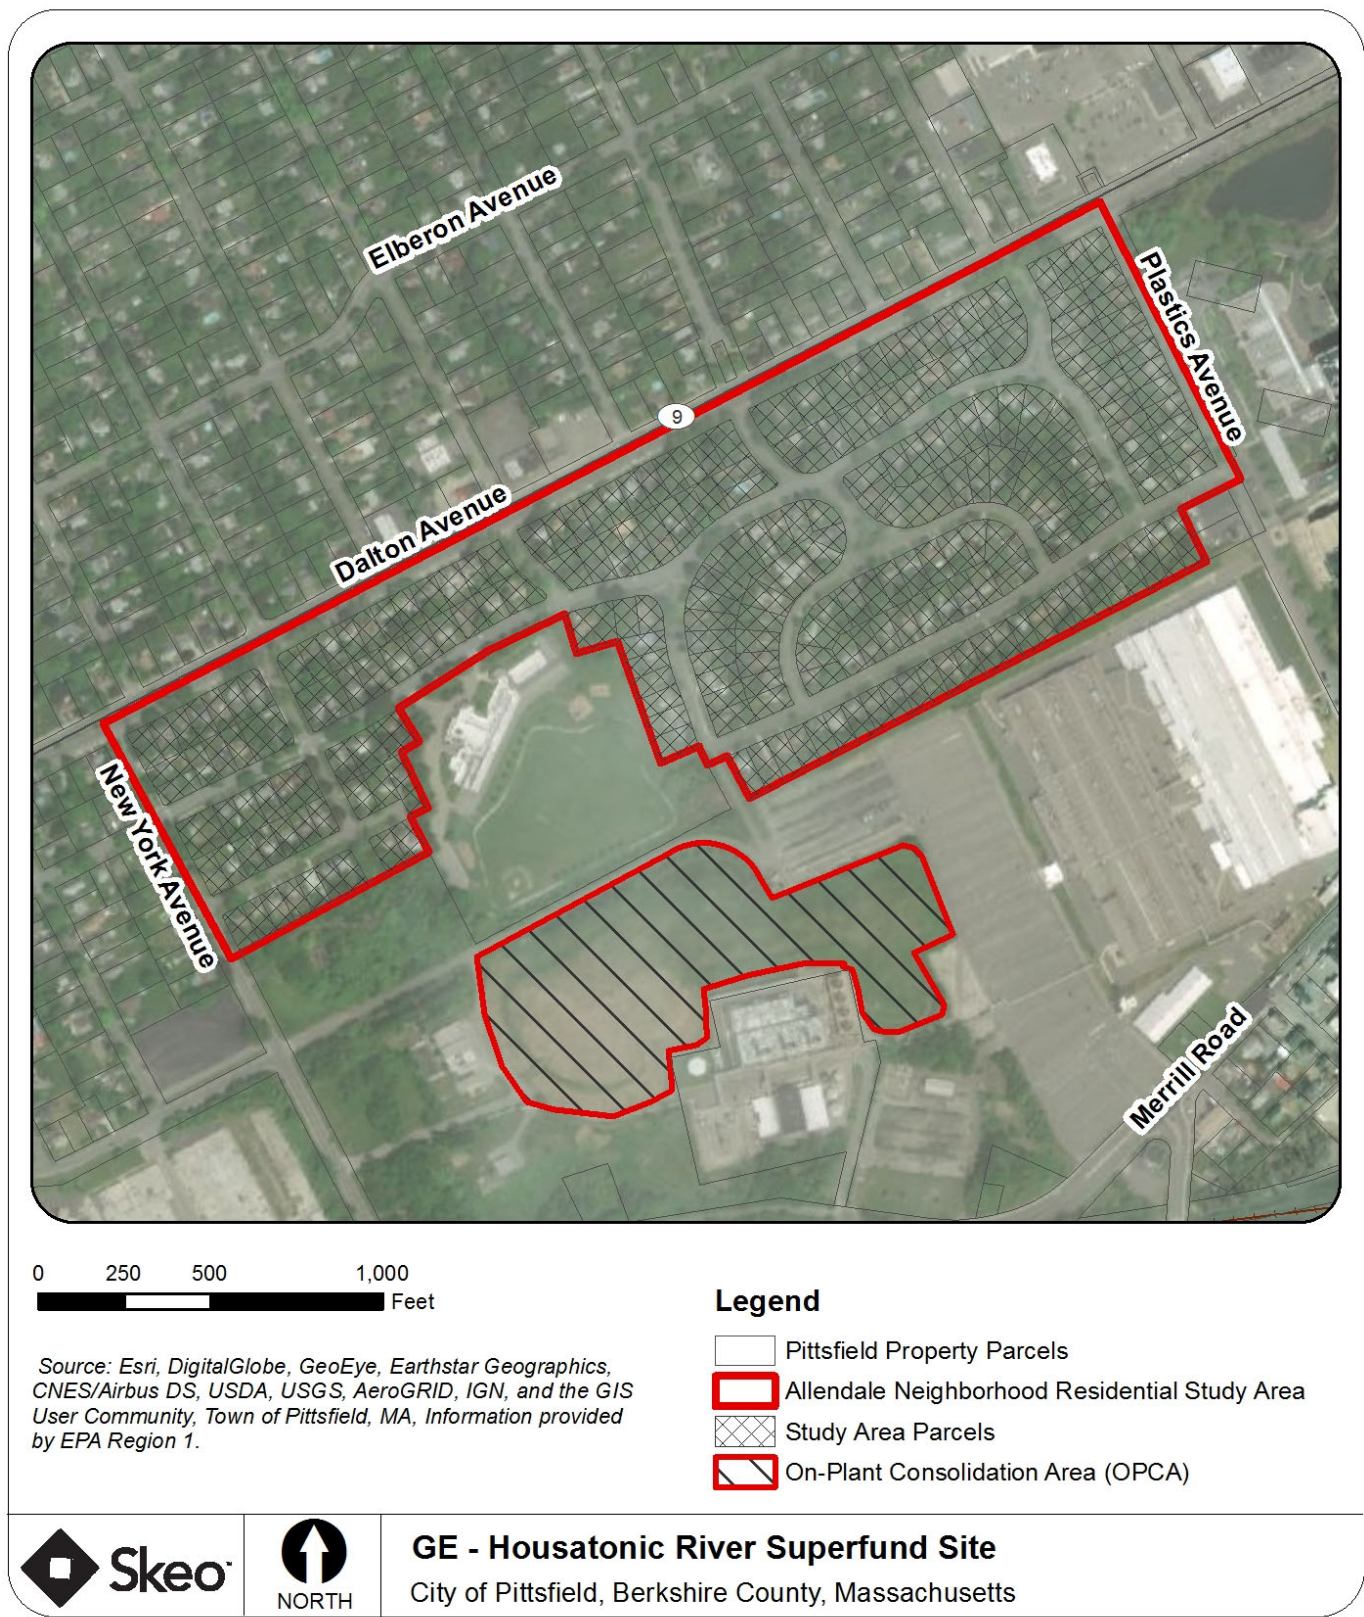 Elberon Avenue
Plastics Avenue
9
Dalton Avenue
New York Avenue
Merrill Road
0 250 500 1,000
Feet
Legend
Pittsfield Property Parcels
Allendale Neighborhood Residential Study Area
Study Area Parcels
On-Plant Consolidation Area (OPCA)
Source: Esri, DigitalGlobe, GeoEye, Earthstar Geographics,
CNES/Airbus DS, USDA, USGS, AeroGRID, IGN, and the GIS
User Community, Town of Pittsfield, MA, Information provided
by EPA Region 1.
Skeo
NORTH
GE - Housatonic River Superfund Site
City of Pittsfield, Berkshire County, Massachusetts